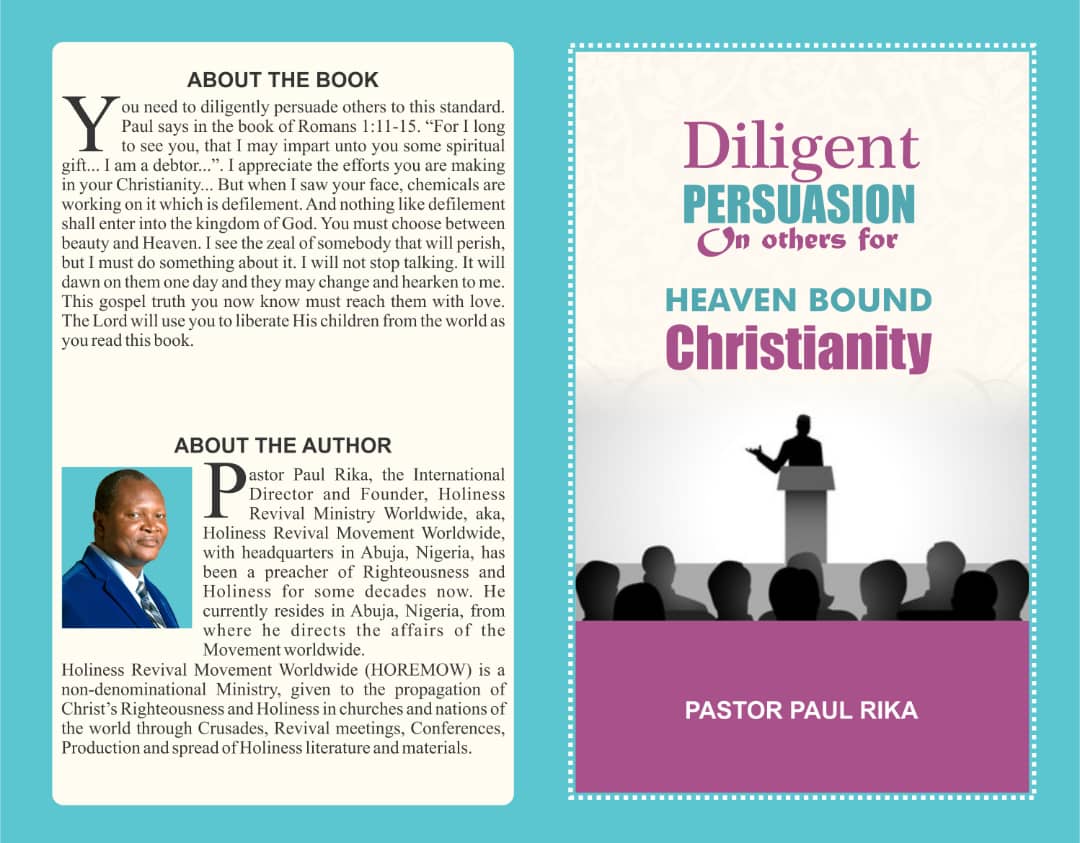 ABOUT THE BOOK
You need to diligently persuade others to this standard.
Paul says in the book of Romans 1:11-15. “For I long
to see you, that I may impart unto you some spiritual
gift... I am a debtor...”. I appreciate the efforts you are making
in your Christianity... But when I saw your face, chemicals are
working on it which is defilement. And nothing like defilement
shall enter into the kingdom of God. You must choose between
beauty and Heaven. I see the zeal of somebody that will perish,
but I must do something about it. I will not stop talking. It will
dawn on them one day and they may change and hearken to me.
This gospel truth you now know must reach them with love.
The Lord will use you to liberate His children from the world as
you read this book.
ABOUT THE AUTHOR
Pastor Paul Rika, the International
Director and Founder, Holiness
Revival Ministry Worldwide, aka,
Holiness Revival Movement Worldwide,
with headquarters in Abuja, Nigeria, has
been a preacher of Righteousness and
Holiness for some decades now. He
currently resides in Abuja, Nigeria, from
where he directs the affairs of the
Movement worldwide.
Holiness Revival Movement Worldwide (HOREMOW) is a
non-denominational Ministry, given to the propagation of
Christ’s Righteousness and Holiness in churches and nations of
the world through Crusades, Revival meetings, Conferences,
Production and spread of Holiness literature and materials.
Diligent
PERSUASION
On others for
HEAVEN BOUND
Christianity
PASTOR PAUL RIKA